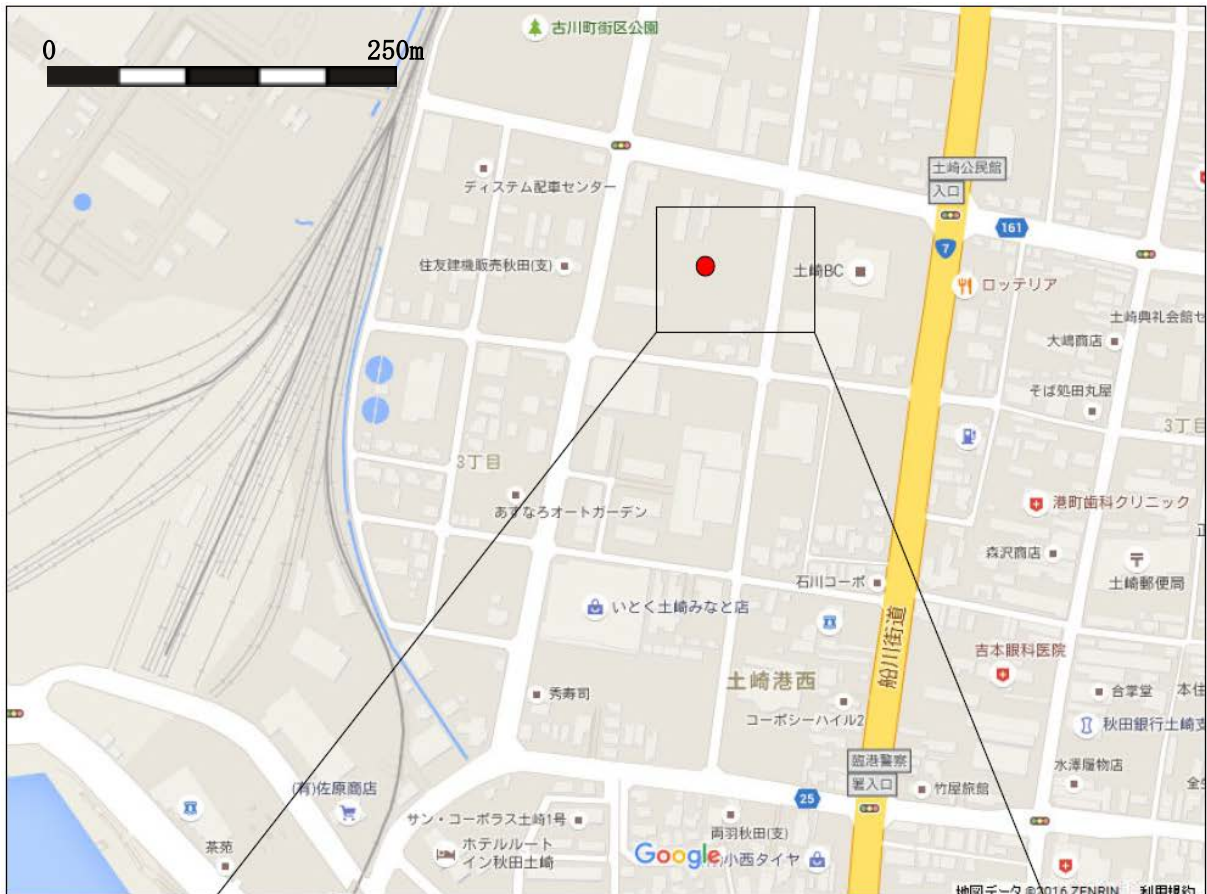 0 250m
古川町街区公園
ディステム配車センター
土崎公民館
入口
161
7
住友建機販売秋田(支)
土崎BC
ロッテリア
土崎典礼会館セ
大嶋商店
そば処田丸屋
3丁目
3丁目
あすなろオートガーデン
港町歯科クリニック
森沢商店
土崎郵便局
石川コーポ
いとく土崎みなと店
船川街道
吉本眼科医院
土崎港西
秀寿司
合掌堂
本住
コーポシーハイル2
秋田銀行土崎支
臨港警察
署入口
水澤履物店
(有)佐原商店
25
竹屋旅館
サン・コーポラス土崎1号
両羽秋田(支)
茶苑
ホテルルート
イン秋田土崎
Google
小西タイヤ
地図データ ©2016 ZENRIN 利用規約